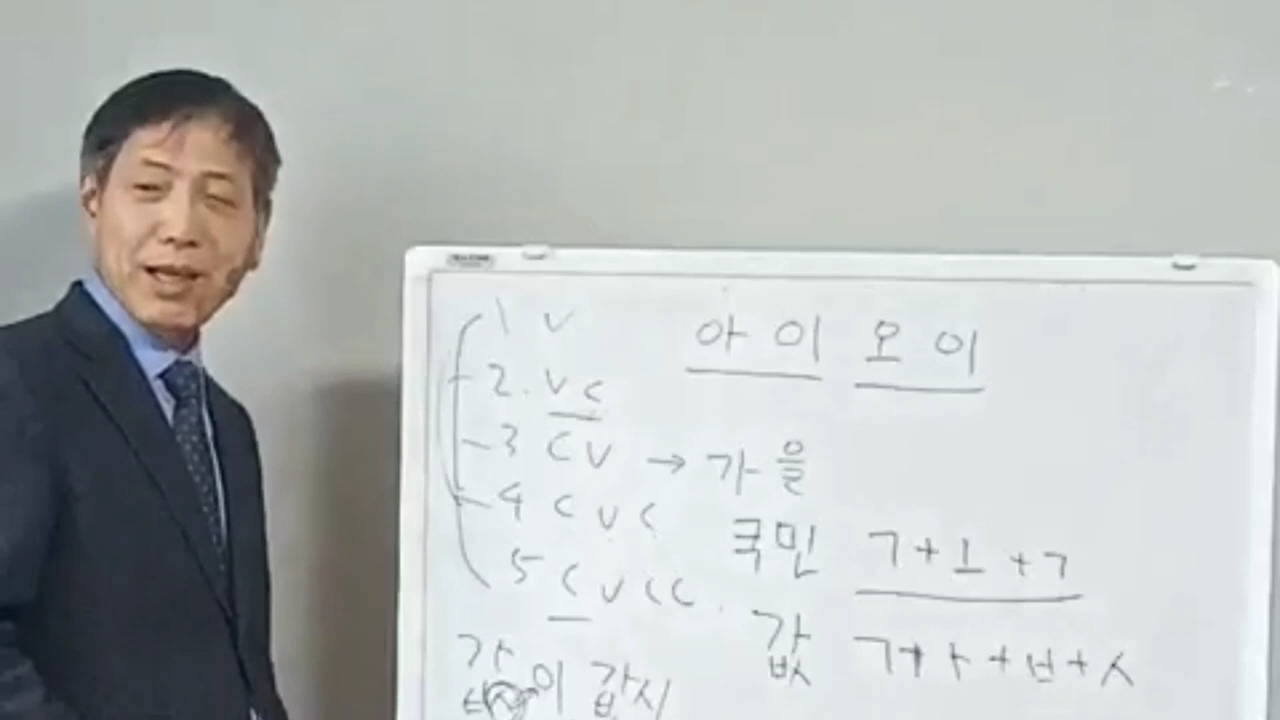 1 V 아이 오이
2. VC
3 CV → 가을
4 CVC 국민 ㄱ+ㅗ+ㄱ
5 CVCC. 값 ㄱ+ㅏ+ㅂ+ㅅ
값이 갑시